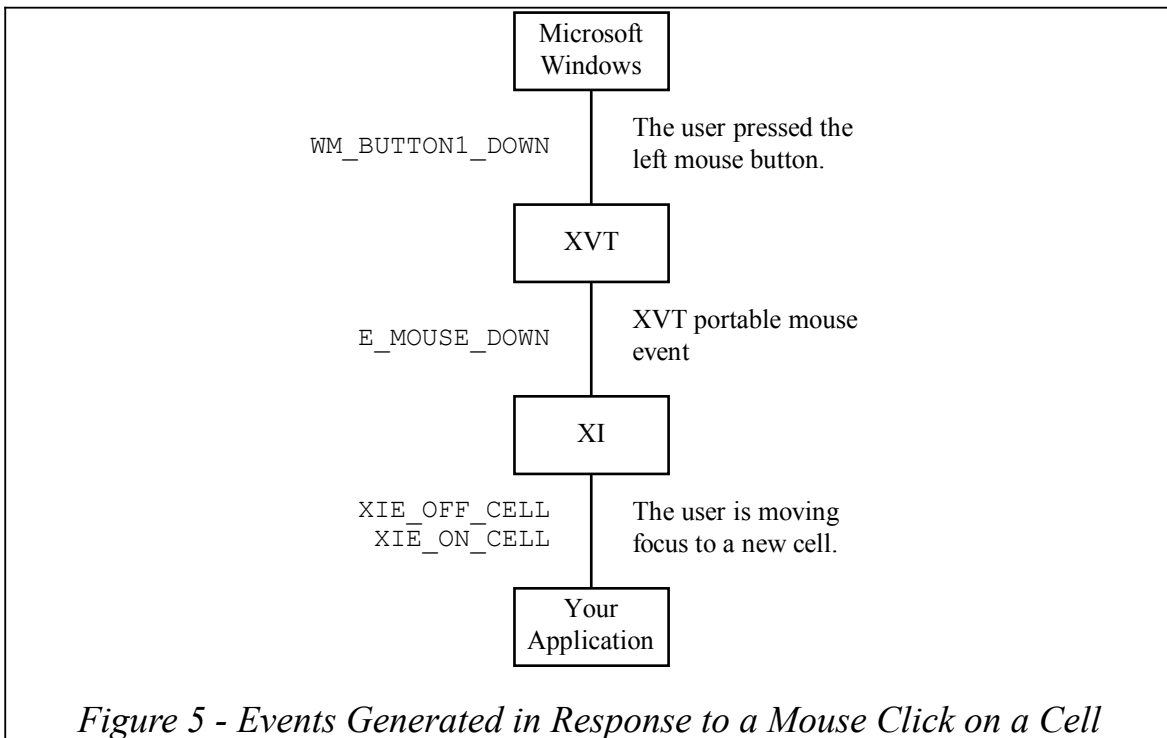 Microsoft
Windows
WM_BUTTON1_DOWN
The user pressed the
left mouse button.
XVT
E_MOUSE_DOWN
XVT portable mouse
event
XI
XIE_OFF_CELL
XIE_ON_CELL
The user is moving
focus to a new cell.
Your
Application
Figure 5 - Events Generated in Response to a Mouse Click on a Cell